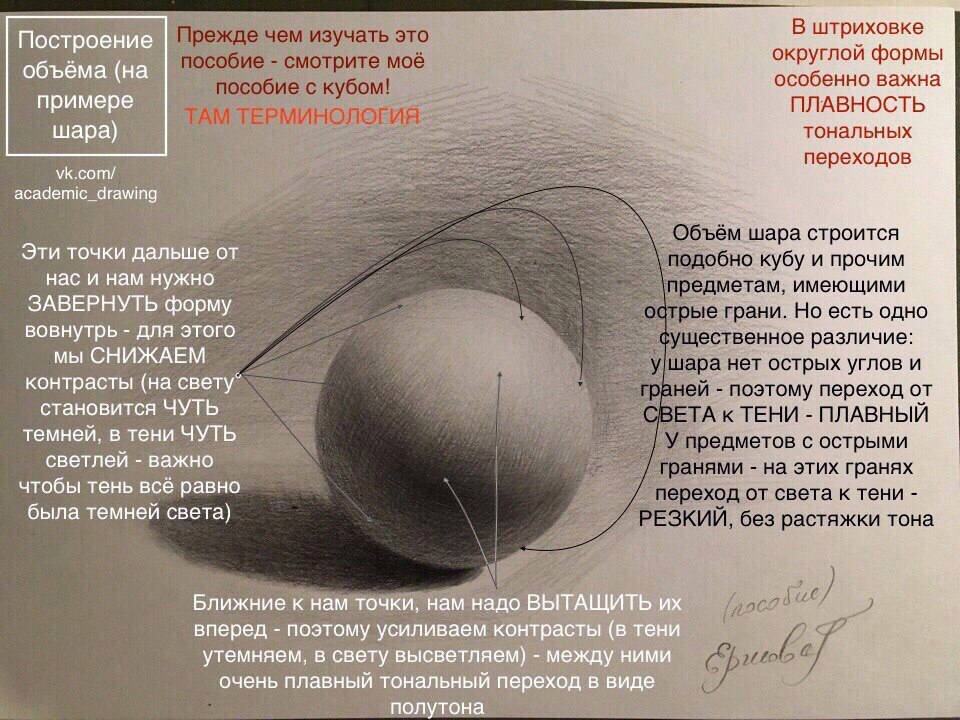 Построение
объёма (на
примере
шара)
vk.com/
academic_drawing
Прежде чем изучать это
пособие - смотрите моё
пособие с кубом!
ТАМ ТЕРМИНОЛОГИЯ
В штриховке
округлой формы
особенно важна
ПЛАВНОСТЬ
тональных
переходов
Эти точки дальше от
нас и нам нужно
ЗАВЕРНУТЬ форму
вовнутрь - для этого
мы СНИЖАЕМ
контрасты (на свету
становится ЧУТЬ
темней, в тени ЧУТЬ
светлей - важно
чтобы тень всё равно
была темней света)
Объём шара строится
подобно кубу и прочим
предметам, имеющими
острые грани. Но есть одно
существенное различие:
у шара нет острых углов и
граней - поэтому переход от
СВЕТА к ТЕНИ - ПЛАВНЫЙ
У предметов с острыми
гранями - на этих гранях
переход от света к тени -
РЕЗКИЙ, без растяжки тона
Ближние к нам точки, нам надо ВЫТАЩИТЬ их
вперед - поэтому усиливаем контрасты (в тени
утемняем, в свету высветляем) - между ними
очень плавный тональный переход в виде
полутона
(пособие)